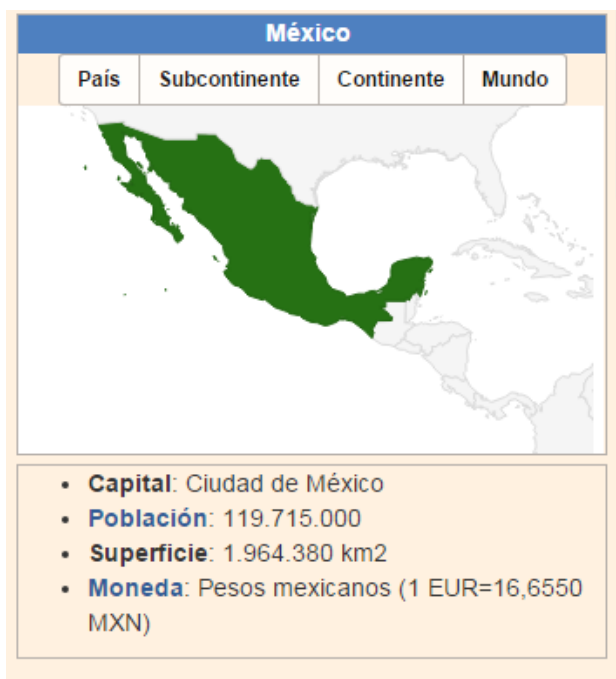 México
País Subcontinente Continente Mundo
Capital: Ciudad de México
Población: 119.715.000
Superficie: 1.964.380 km2
Moneda: Pesos mexicanos (1 EUR=16,6550
MXN)